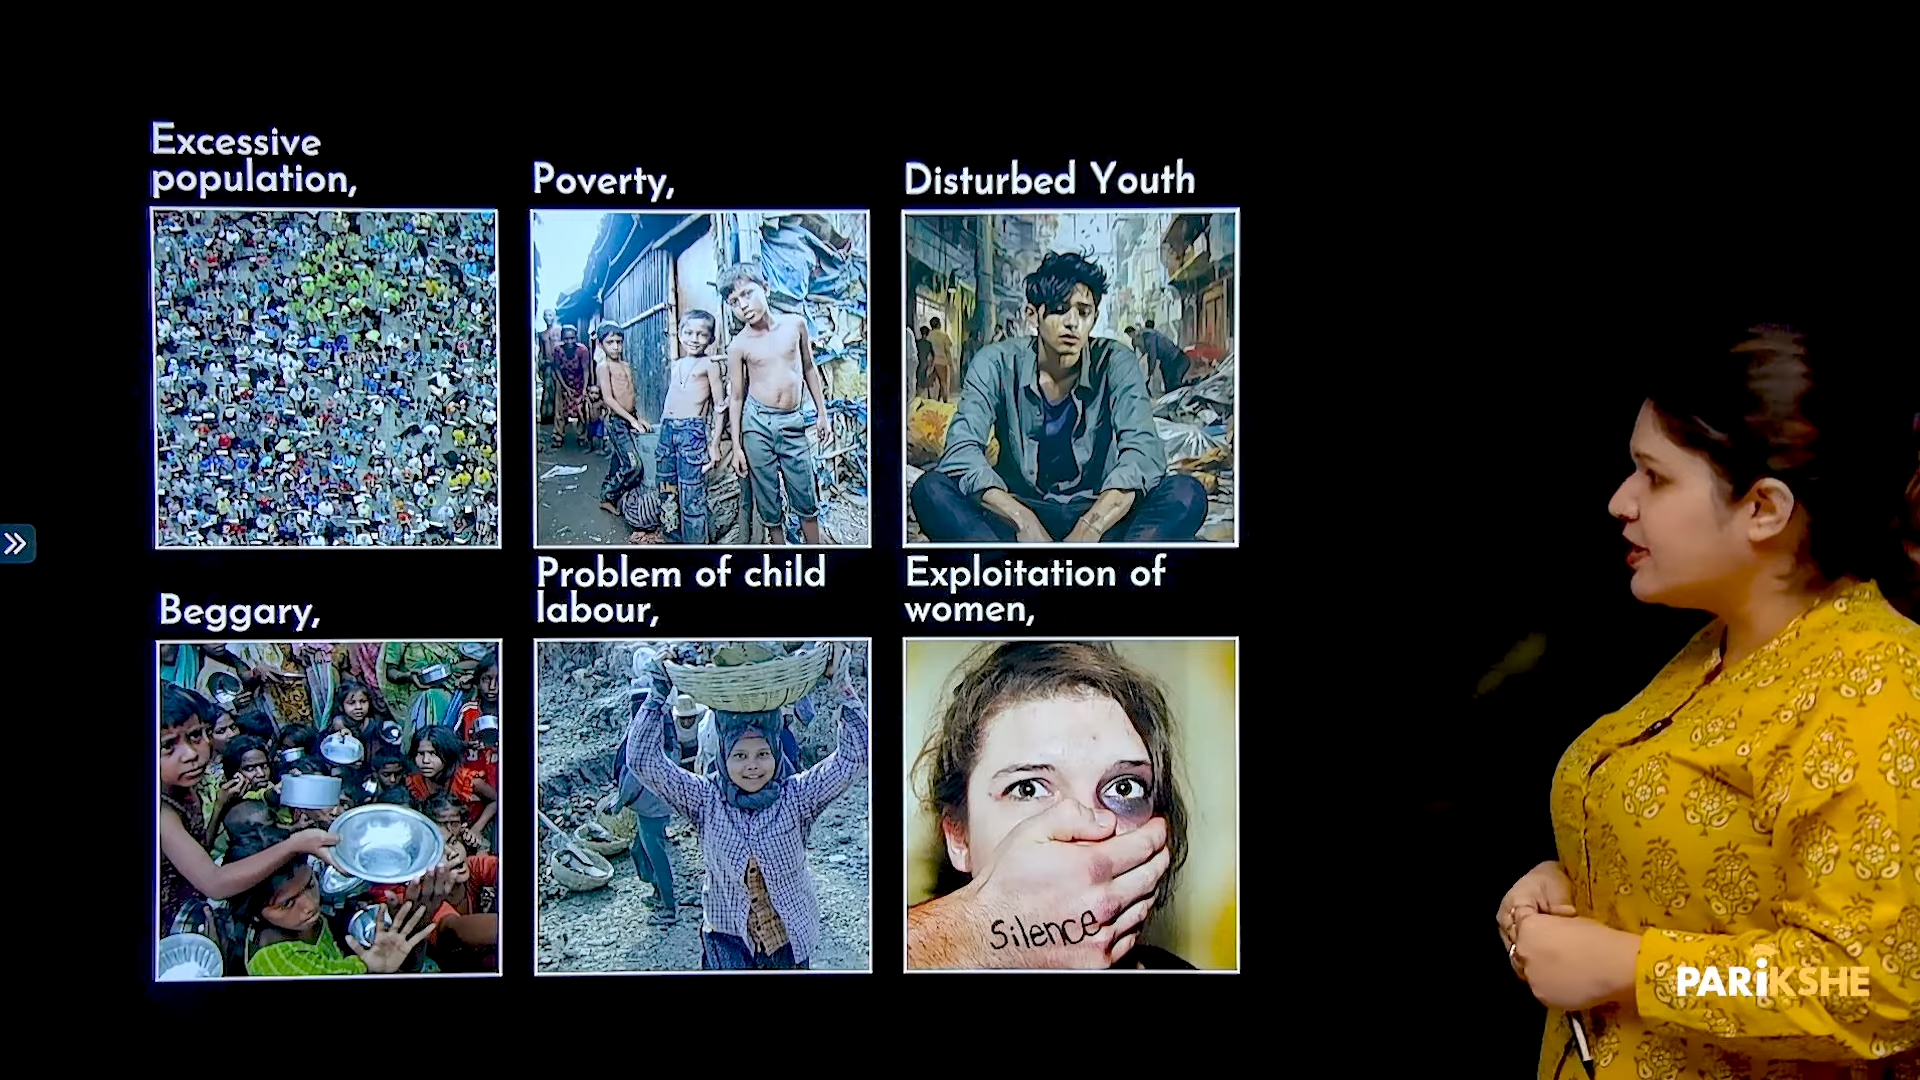 Excessive
population,
Poverty,
Disturbed Youth
Beggary,
Problem of child
labour,
Exploitation of
women,
Silence
PARiKSHE